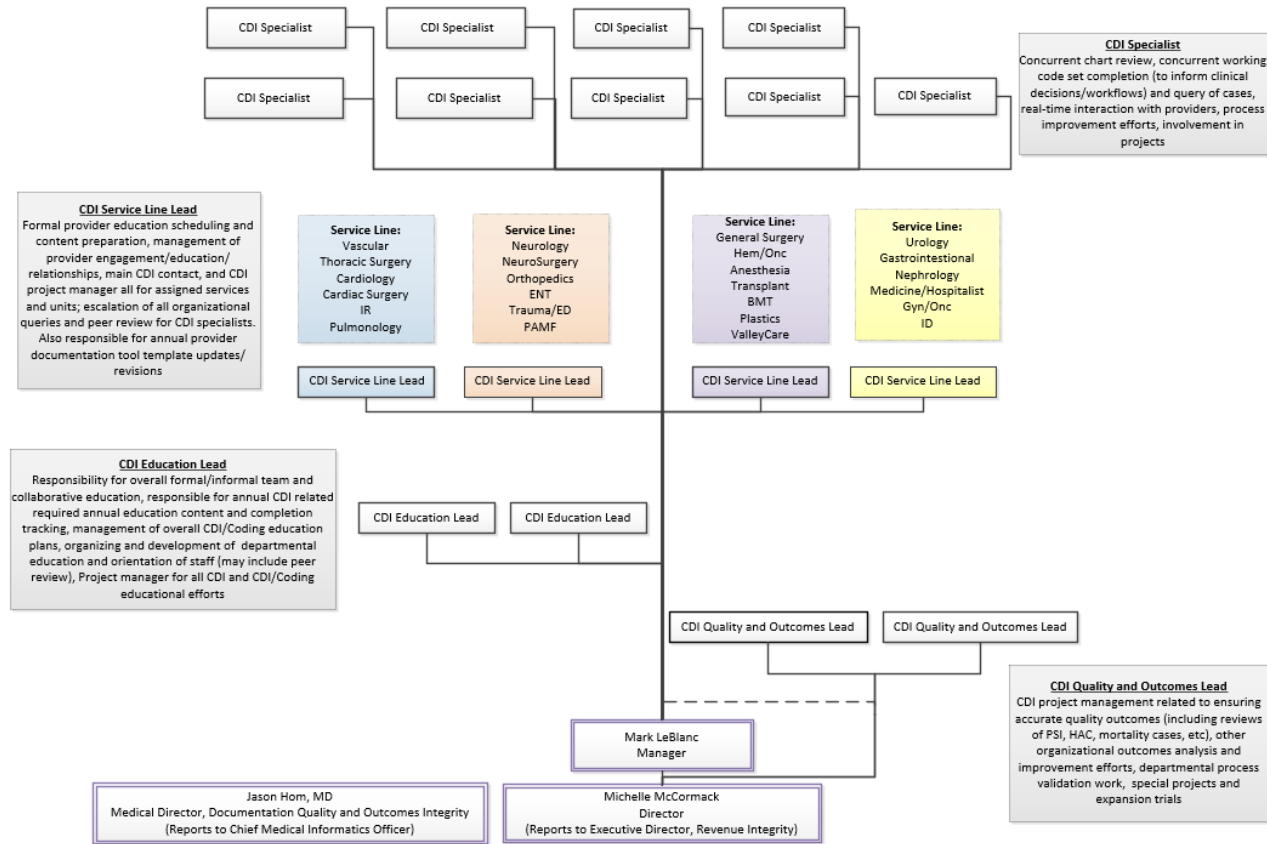 CDI Specialist
CDI Specialist
CDI Specialist
CDI Specialist
CDI Specialist
CDI Specialist
CDI Specialist
CDI Specialist
CDI Specialist
CDI Specialist
Concurrent chart review, concurrent working
code set completion (to inform clinical
decisions/workflows) and query of cases,
real-time interaction with providers, process
improvement efforts, involvement in
projects
CDI Service Line Lead
Formal provider education scheduling and
content preparation, management of
provider engagement/education/
relationships, main CDI contact, and CDI
project manager all for assigned services
and units; escalation of all organizational
queries and peer review for CDI specialists.
Also responsible for annual provider
documentation tool template updates/
revisions
Service Line:
Vascular
Thoracic Surgery
Cardiology
Cardiac Surgery
IR
Pulmonology
Service Line:
Neurology
NeuroSurgery
Orthopedics
ENT
Trauma/ED
PAMF
Service Line:
General Surgery
Hem/Onc
Anesthesia
Transplant
BMT
Plastics
ValleyCare
Service Line:
Urology
Gastrointestional
Nephrology
Medicine/Hospitalist
Gyn/Onc
ID
CDI Service Line Lead
CDI Service Line Lead
CDI Service Line Lead
CDI Service Line Lead
CDI Education Lead
Responsibility for overall formal/informal team and
collaborative education, responsible for annual CDI related
required annual education content and completion
tracking, management of overall CDI/Coding education
plans, organizing and development of departmental
education and orientation of staff (may include peer
review), Project manager for all CDI and CDI/Coding
educational efforts
CDI Education Lead
CDI Education Lead
CDI Quality and Outcomes Lead
CDI Quality and Outcomes Lead
CDI Quality and Outcomes Lead
CDI project management related to ensuring
accurate quality outcomes (including reviews
of PSI, HAC, mortality cases, etc), other
organizational outcomes analysis and
improvement efforts, departmental process
validation work, special projects and
expansion trials
Mark LeBlanc
Manager
Jason Hom, MD
Medical Director, Documentation Quality and Outcomes Integrity
(Reports to Chief Medical Informatics Officer)
Michelle McCormack
Director
(Reports to Executive Director, Revenue Integrity)